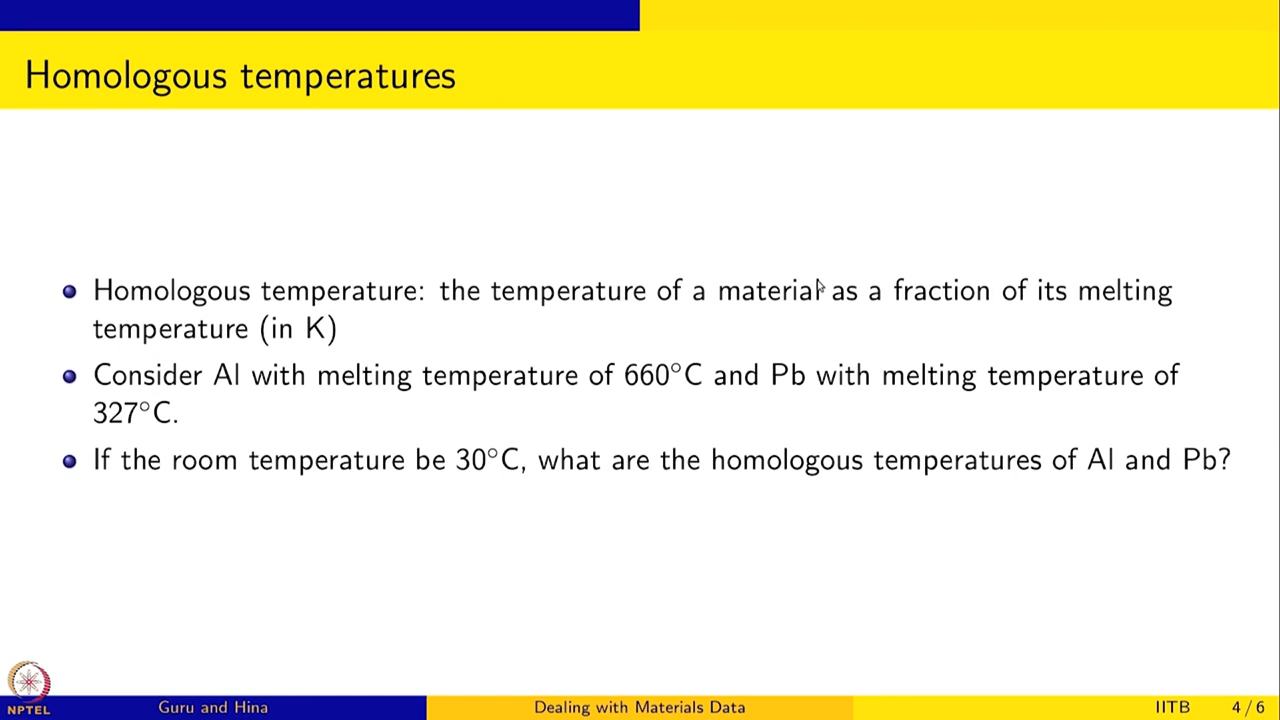 Homologous temperatures
Homologous temperature: the temperature of a material as a fraction of its melting
temperature (in K)
Consider Al with melting temperature of 660°C and Pb with melting temperature of
327°C.
If the room temperature be 30°C, what are the homologous temperatures of Al and Pb?
NPTEL
Guru and Hina
Dealing with Materials Data
IITB
4 / 6